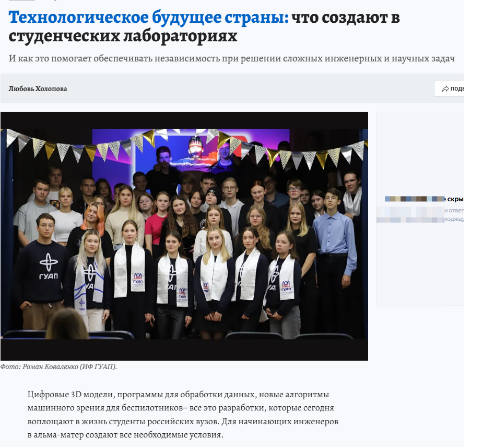 Технологическое будущее страны: что создают в
студенческих лабораториях
И как это помогает обеспечивать независимость при решении сложных инженерных и научных задач
Любовь Холопова
ГУАП
ГУАП
Фото: Роман Коваленко (ИФ ГУАП).
Цифровые 3D модели, программы для обработки данных, новые алгоритмы
машинного зрения для беспилотников– все это разработки, которые сегодня
воплощают в жизнь студенты российских вузов. Для начинающих инженеров
в альма-матер создают все необходимые условия.